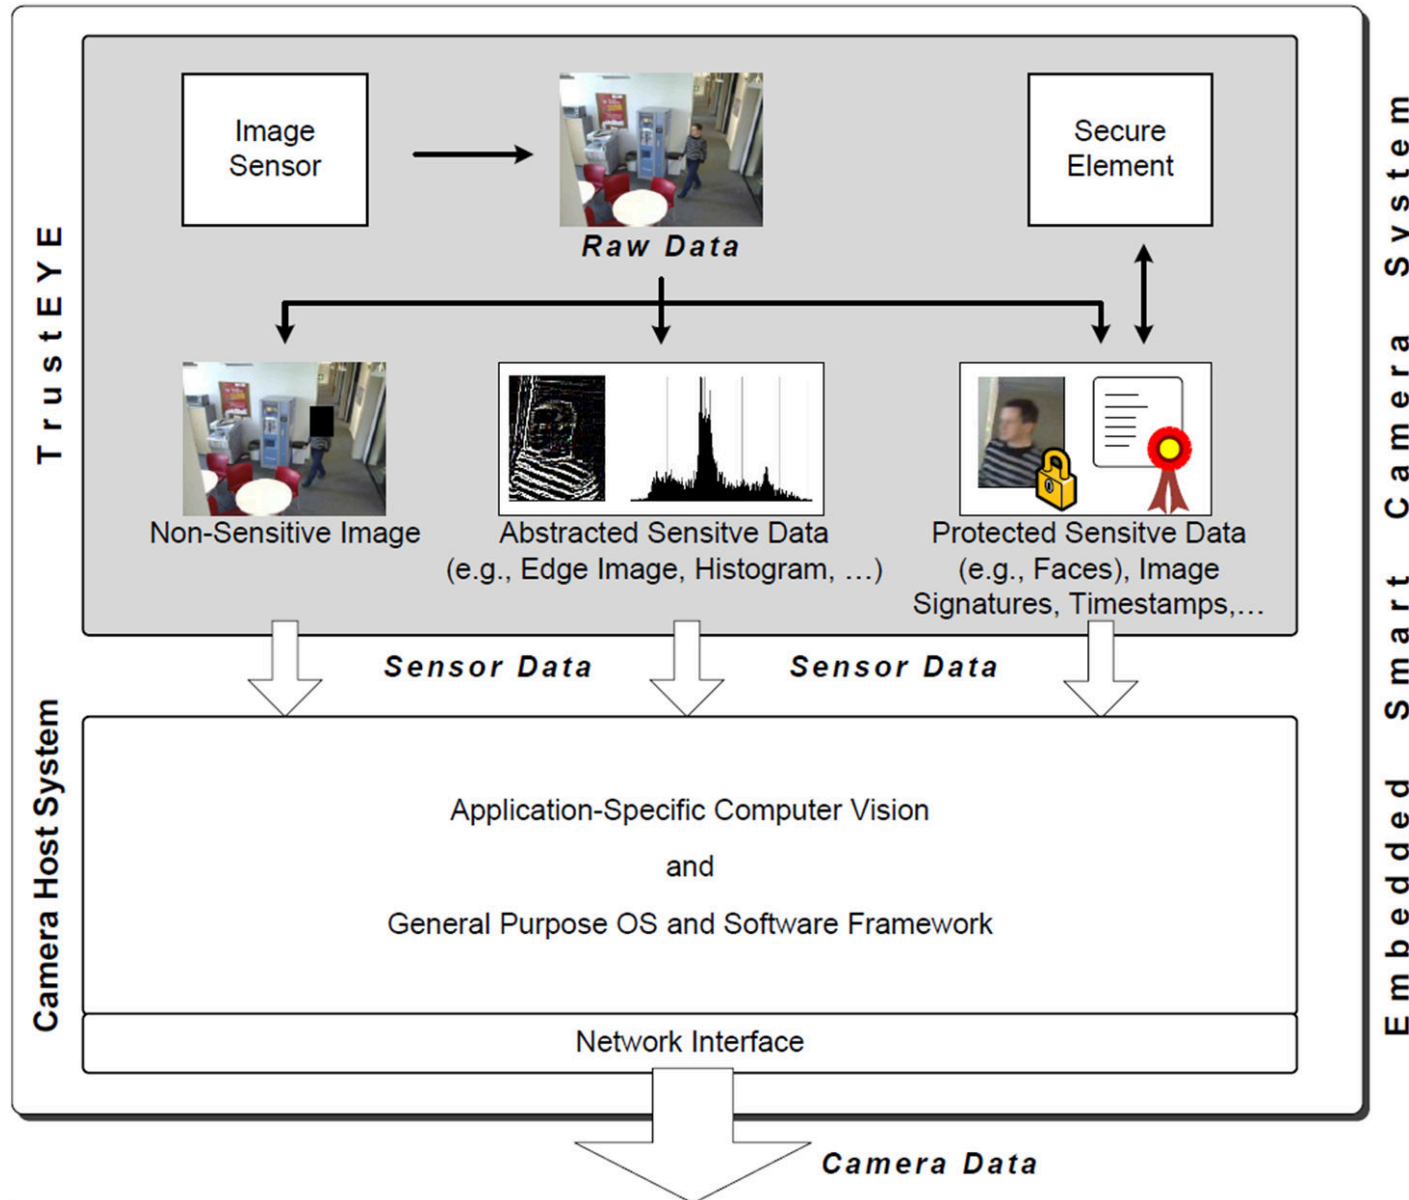 Image
Sensor
Secure
Element
Raw Data
TrustEYE
Non-Sensitive Image
Abstracted Sensitve Data
(e.g., Edge Image, Histogram, …)
Protected Sensitve Data
(e.g., Faces), Image
Signatures, Timestamps,…
Sensor Data
Sensor Data
Camera Host System
Application-Specific Computer Vision
and
General Purpose OS and Software Framework
Network Interface
Camera Data
Embedded Smart Camera System